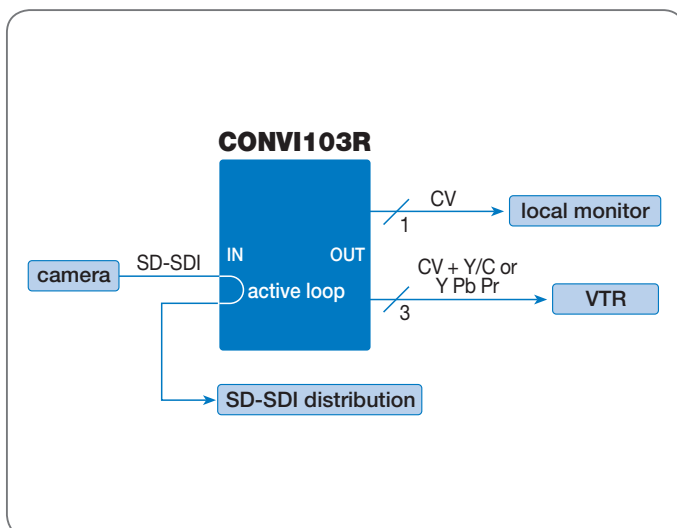 CONVI103R
CV
1
local monitor
IN
OUT
SD-SDI
camera
active loop
CV + Y/C or
Y Pb Pr
3
VTR
SD-SDI distribution